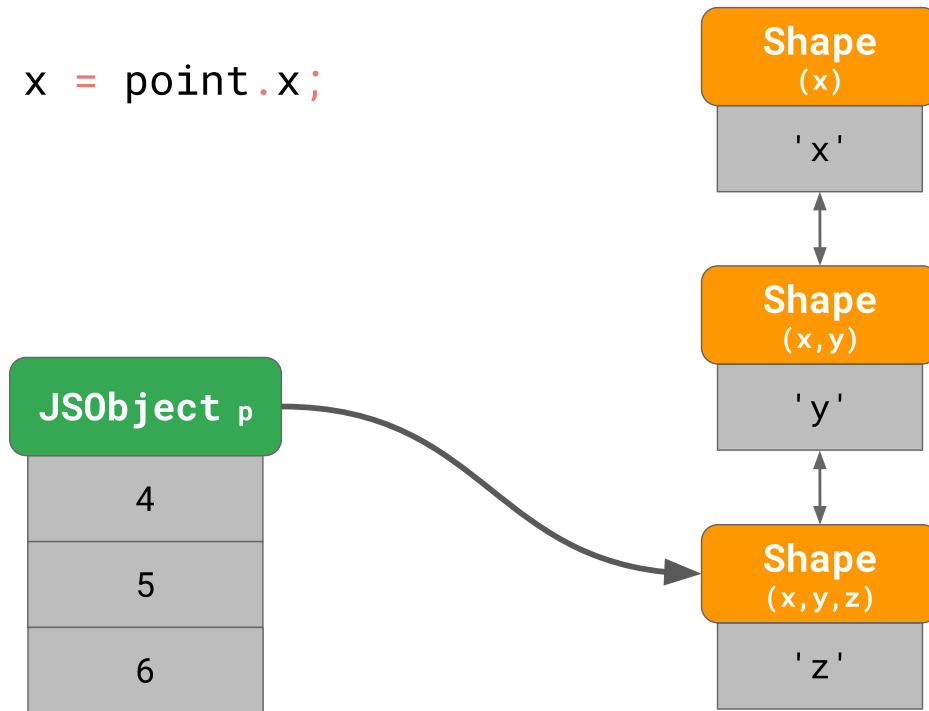 x = point.x;
Shape
(x)
'x'
Shape
(x,y)
'y'
JSObject p
4
5
6
Shape
(x,y,z)
'z'